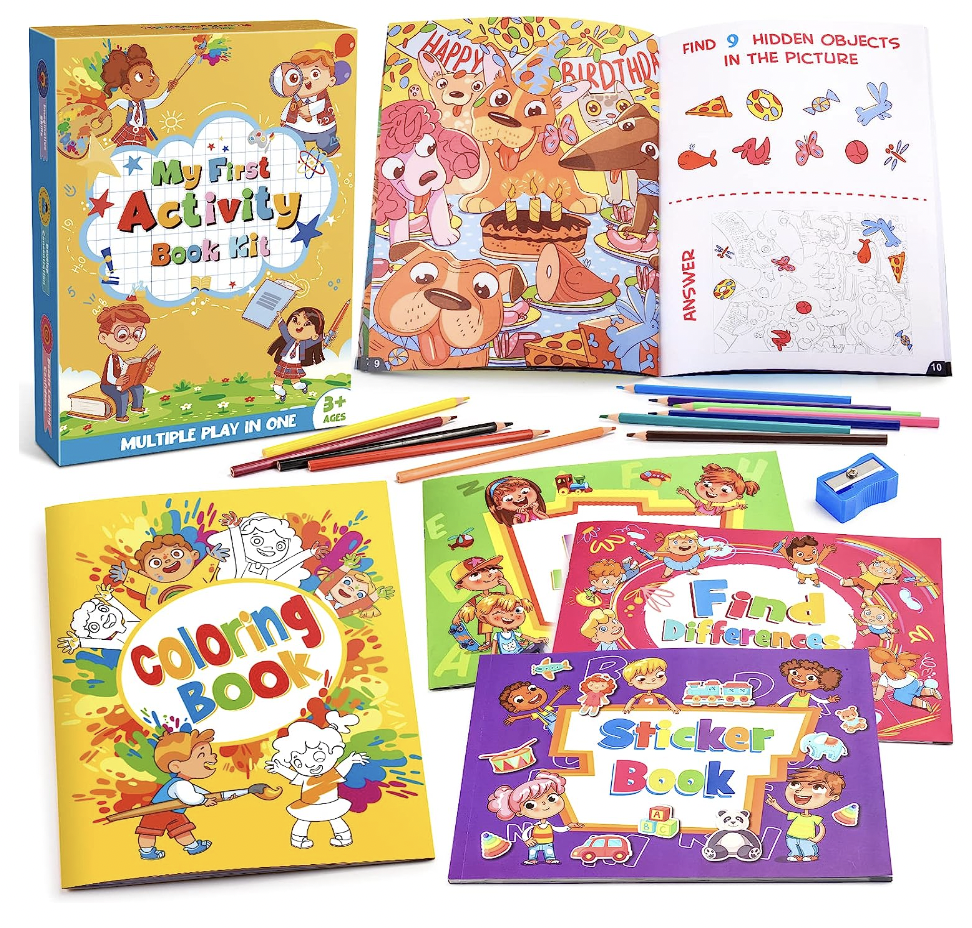 My First
Activity
Book Kit
MULTIPLE PLAY IN ONE
3+
AGES
HAPPY
BIRDTHDA
9
FIND 9 HIDDEN OBJECTS
IN THE PICTURE
ANSWER
10
Coloring
BOOK
Find
Differences
Sticker
Book
A
B C